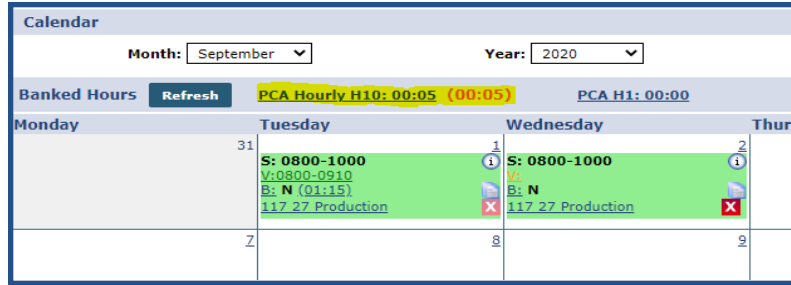 Calendar
Month: September Year: 2020
Banked Hours Refresh PCA Hourly H10: 00:05 (00:05) PCA H1: 00:00
Monday Tuesday Wednesday Thur
31 1 2
S: 0800-1000 i S: 0800-1000 i
V:0800-0910 V:
B: N (01:15) B: N
117 27 Production X 117 27 Production X
7 8 9